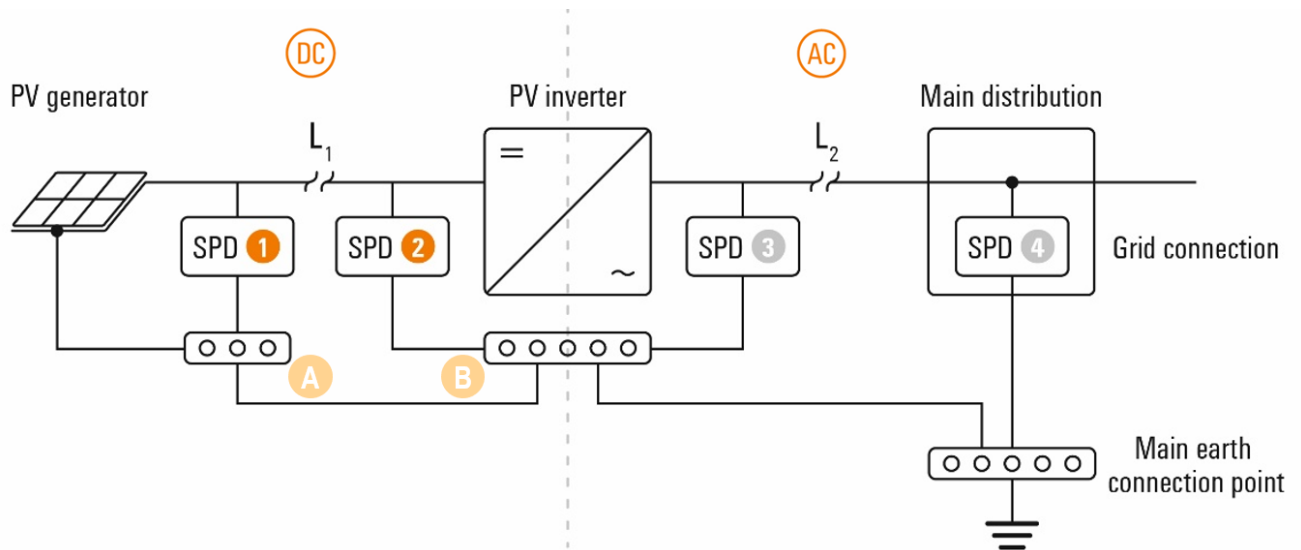 DC
AC
PV generator
PV inverter
Main distribution
L1
L2
SPD 1
SPD 2
SPD 3
SPD 4
Grid connection
A
B
Main earth
connection point